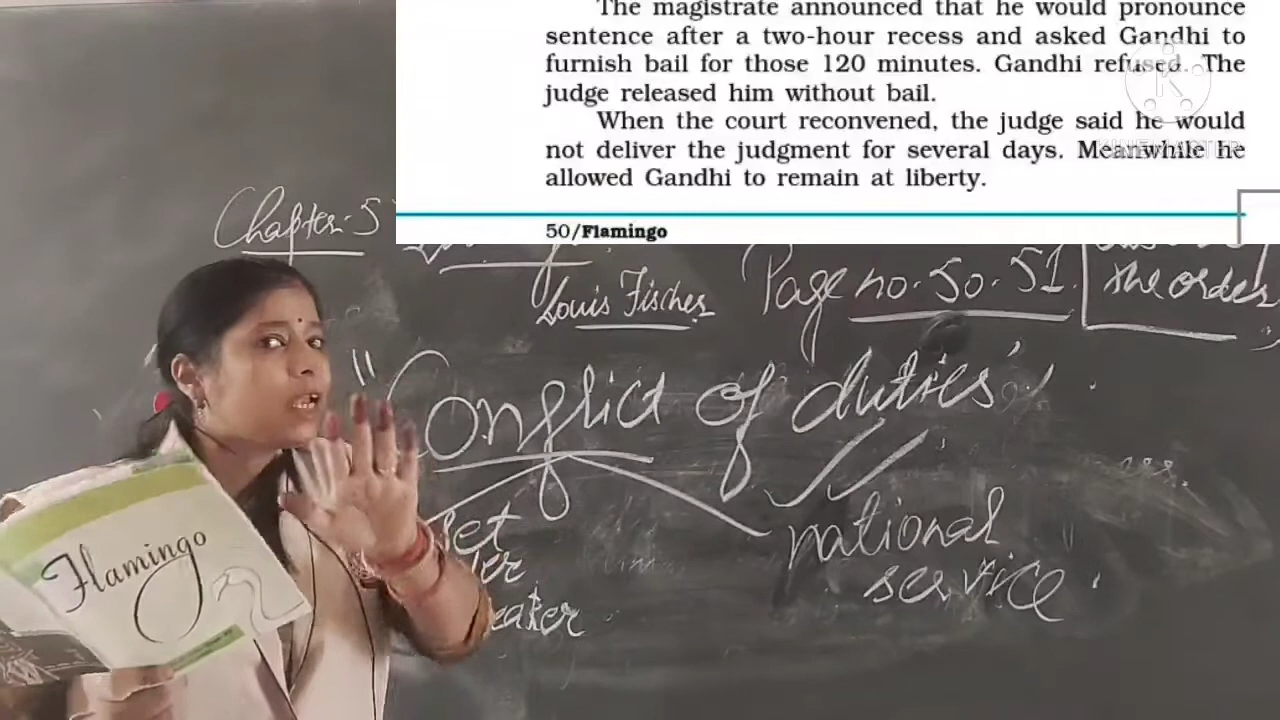 The magistrate announced that he would pronounce
sentence after a two-hour recess and asked Gandhi to
furnish bail for those 120 minutes. Gandhi refused. The
judge released him without bail.
When the court reconvened, the judge said he would
not deliver the judgment for several days. Meanwhile he
allowed Gandhi to remain at liberty.
50/Flamingo
KINEMASTER
Chapter-5
Louis Fischer
Page no. 50-51.
the order
"Conflict of duties'
national
service.
Flamingo